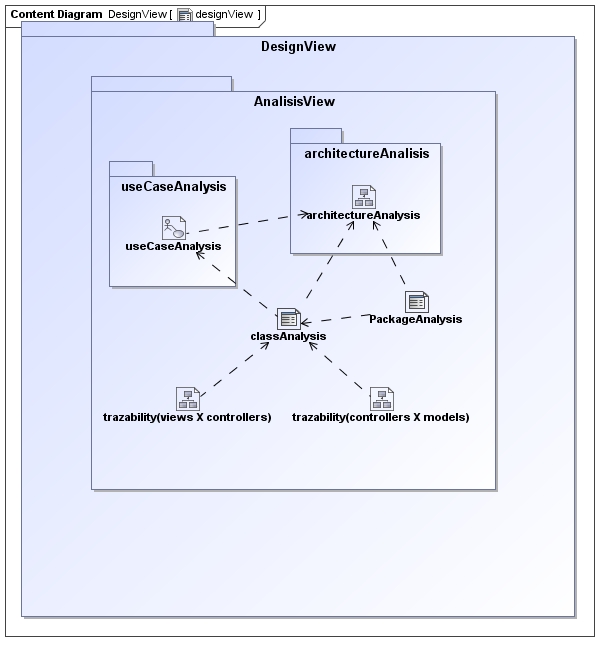 Content Diagram DesignView [ designView ]
DesignView
AnalisisView
architectureAnalisis
useCaseAnalysis
architectureAnalysis
useCaseAnalysis
PackageAnalysis
classAnalysis
trazability(views X controllers)
trazability(controllers X models)